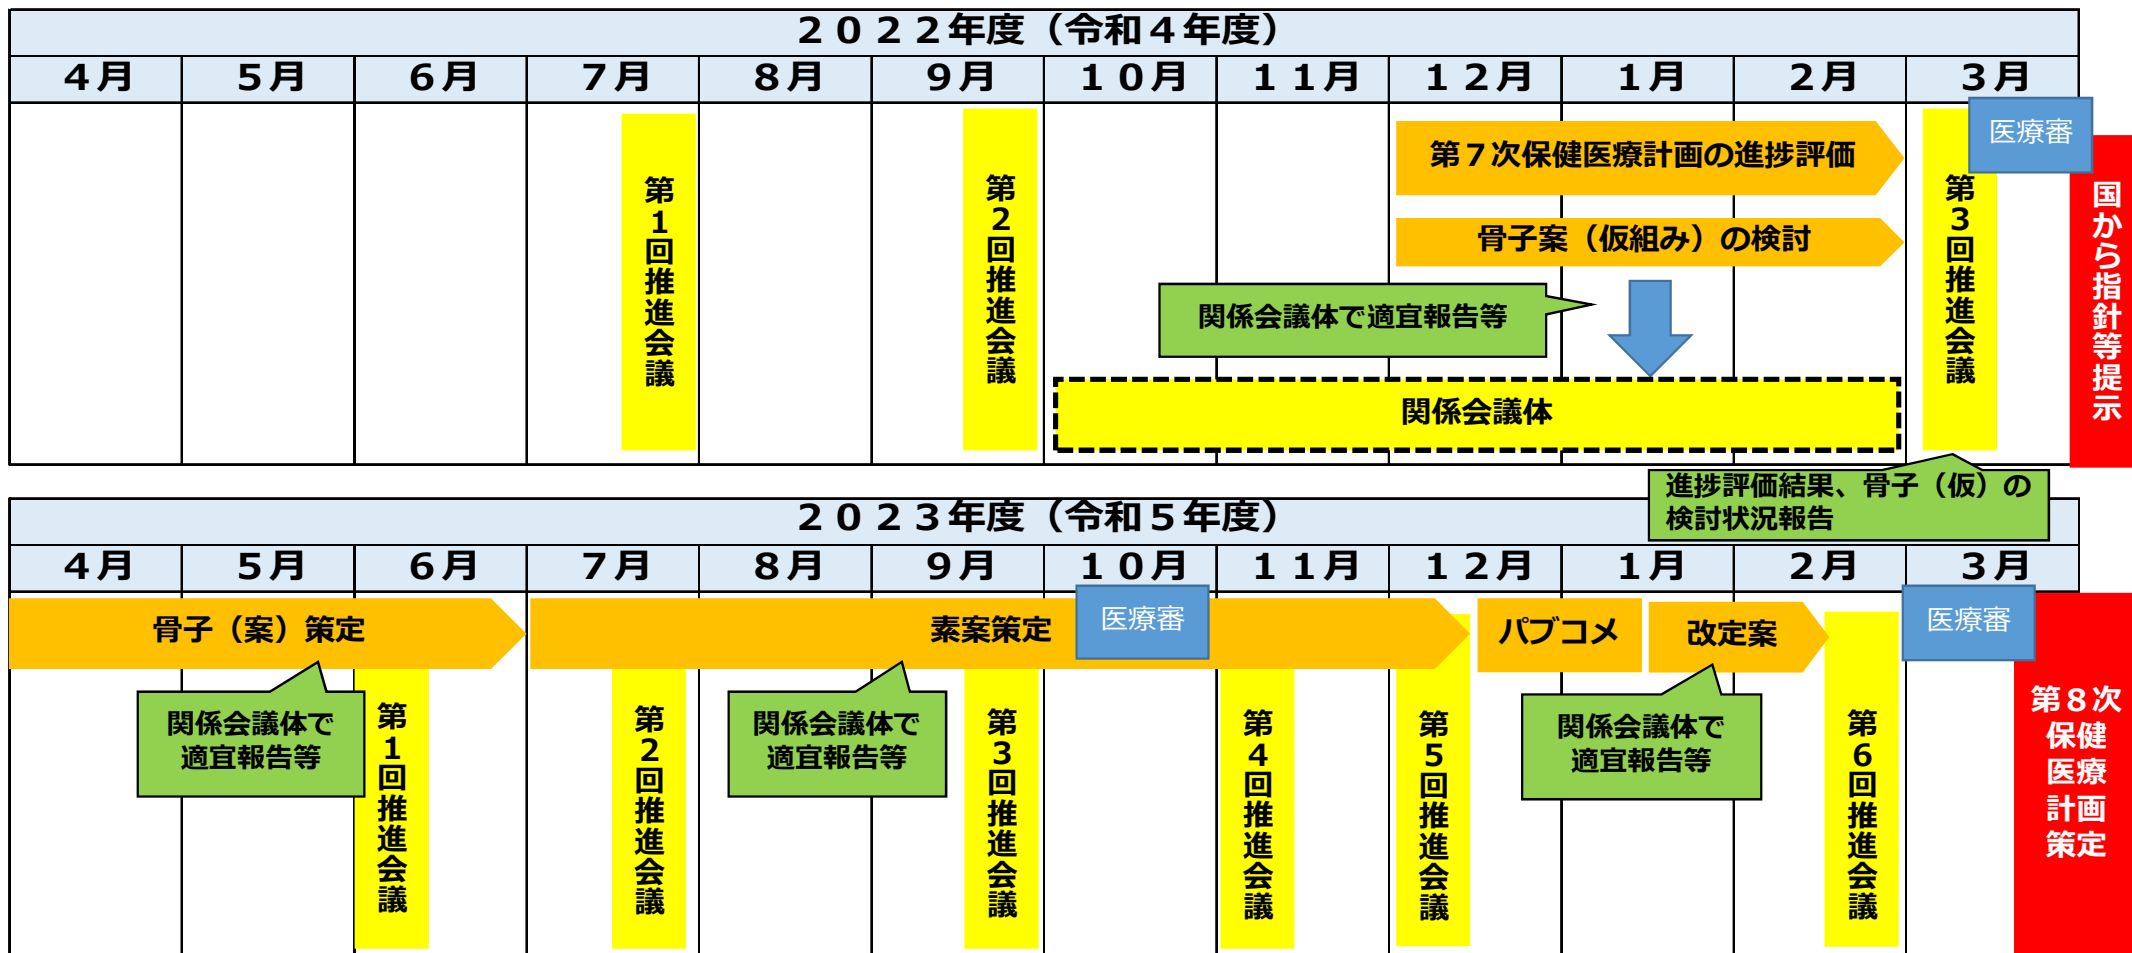 ２０２２年度（令和４年度）
４月 ５月 ６月 ７月 ８月 ９月 １０月 １１月 １２月 １月 ２月 ３月
医療審
第７次保健医療計画の進捗評価
骨子案（仮組み）の検討
第1回推進会議
第2回推進会議
第3回推進会議
国から指針等提示
関係会議体で適宜報告等
関係会議体
進捗評価結果、骨子（仮）の
検討状況報告
２０２３年度（令和５年度）
４月 ５月 ６月 ７月 ８月 ９月 １０月 １１月 １２月 １月 ２月 ３月
骨子（案）策定
素案策定
医療審
パブコメ
改定案
医療審
関係会議体で
適宜報告等
第1回推進会議
第2回推進会議
関係会議体で
適宜報告等
第3回推進会議
第4回推進会議
第5回推進会議
関係会議体で
適宜報告等
第6回推進会議
第８次
保健
医療
計画
策定